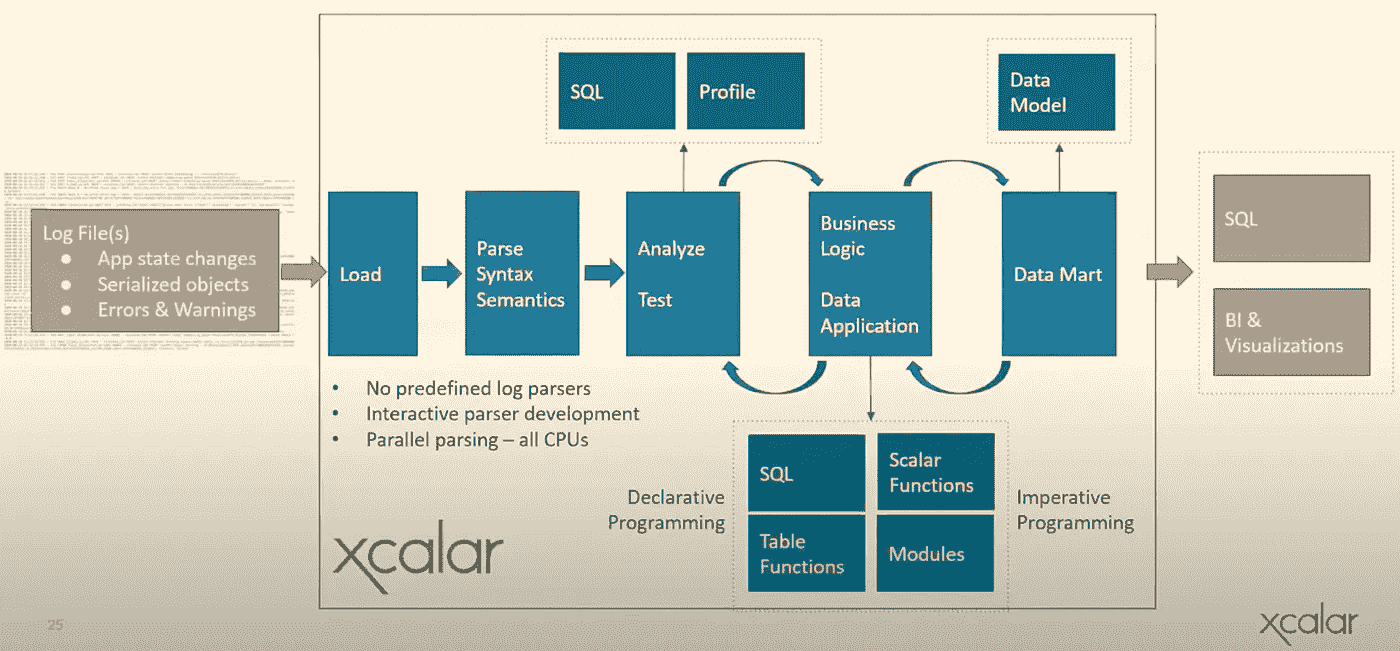 SQL
Profile
Data
Model
Log File(s)
● App state changes
● Serialized objects
● Errors & Warnings
Load
Parse
Syntax
Semantics
Analyze
Test
Business
Logic
Data
Application
Data Mart
SQL
BI &
Visualizations
• No predefined log parsers
• Interactive parser development
• Parallel parsing – all CPUs
Declarative
Programming
SQL
Scalar
Functions
Table
Functions
Modules
Imperative
Programming
xcalar
25
xcalar